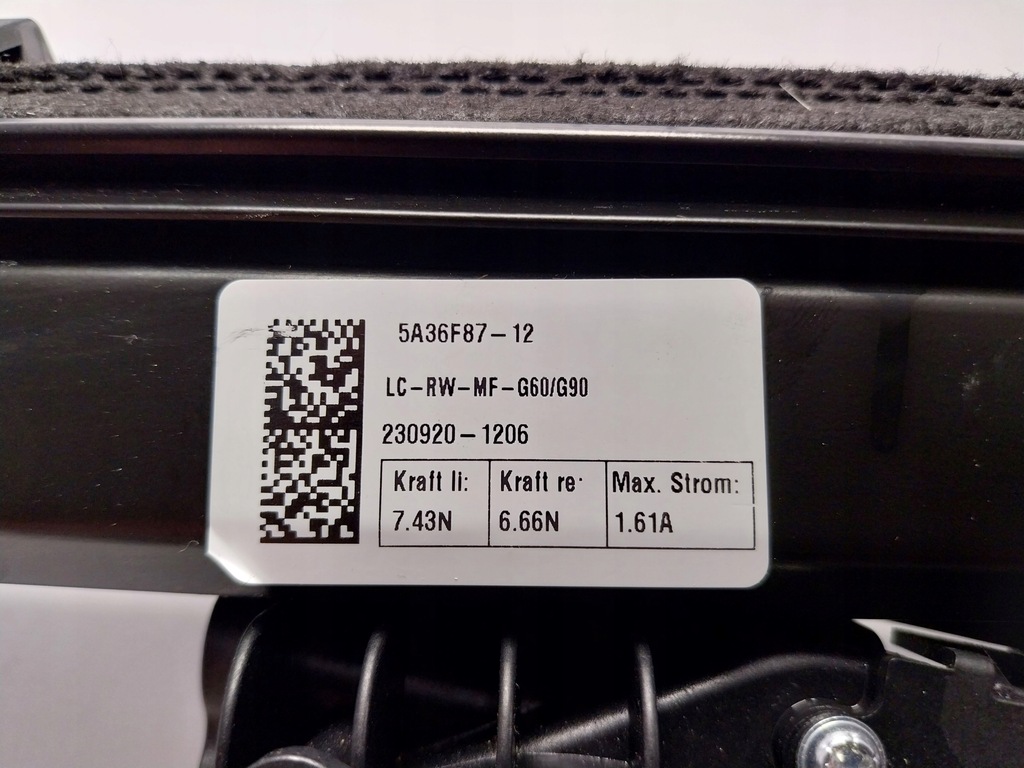 5A36F87-12
LC-RW-MF-G60/G90
230920-1206
Kraft li: Kraft re: Max. Strom:
7.43N 6.66N 1.61A